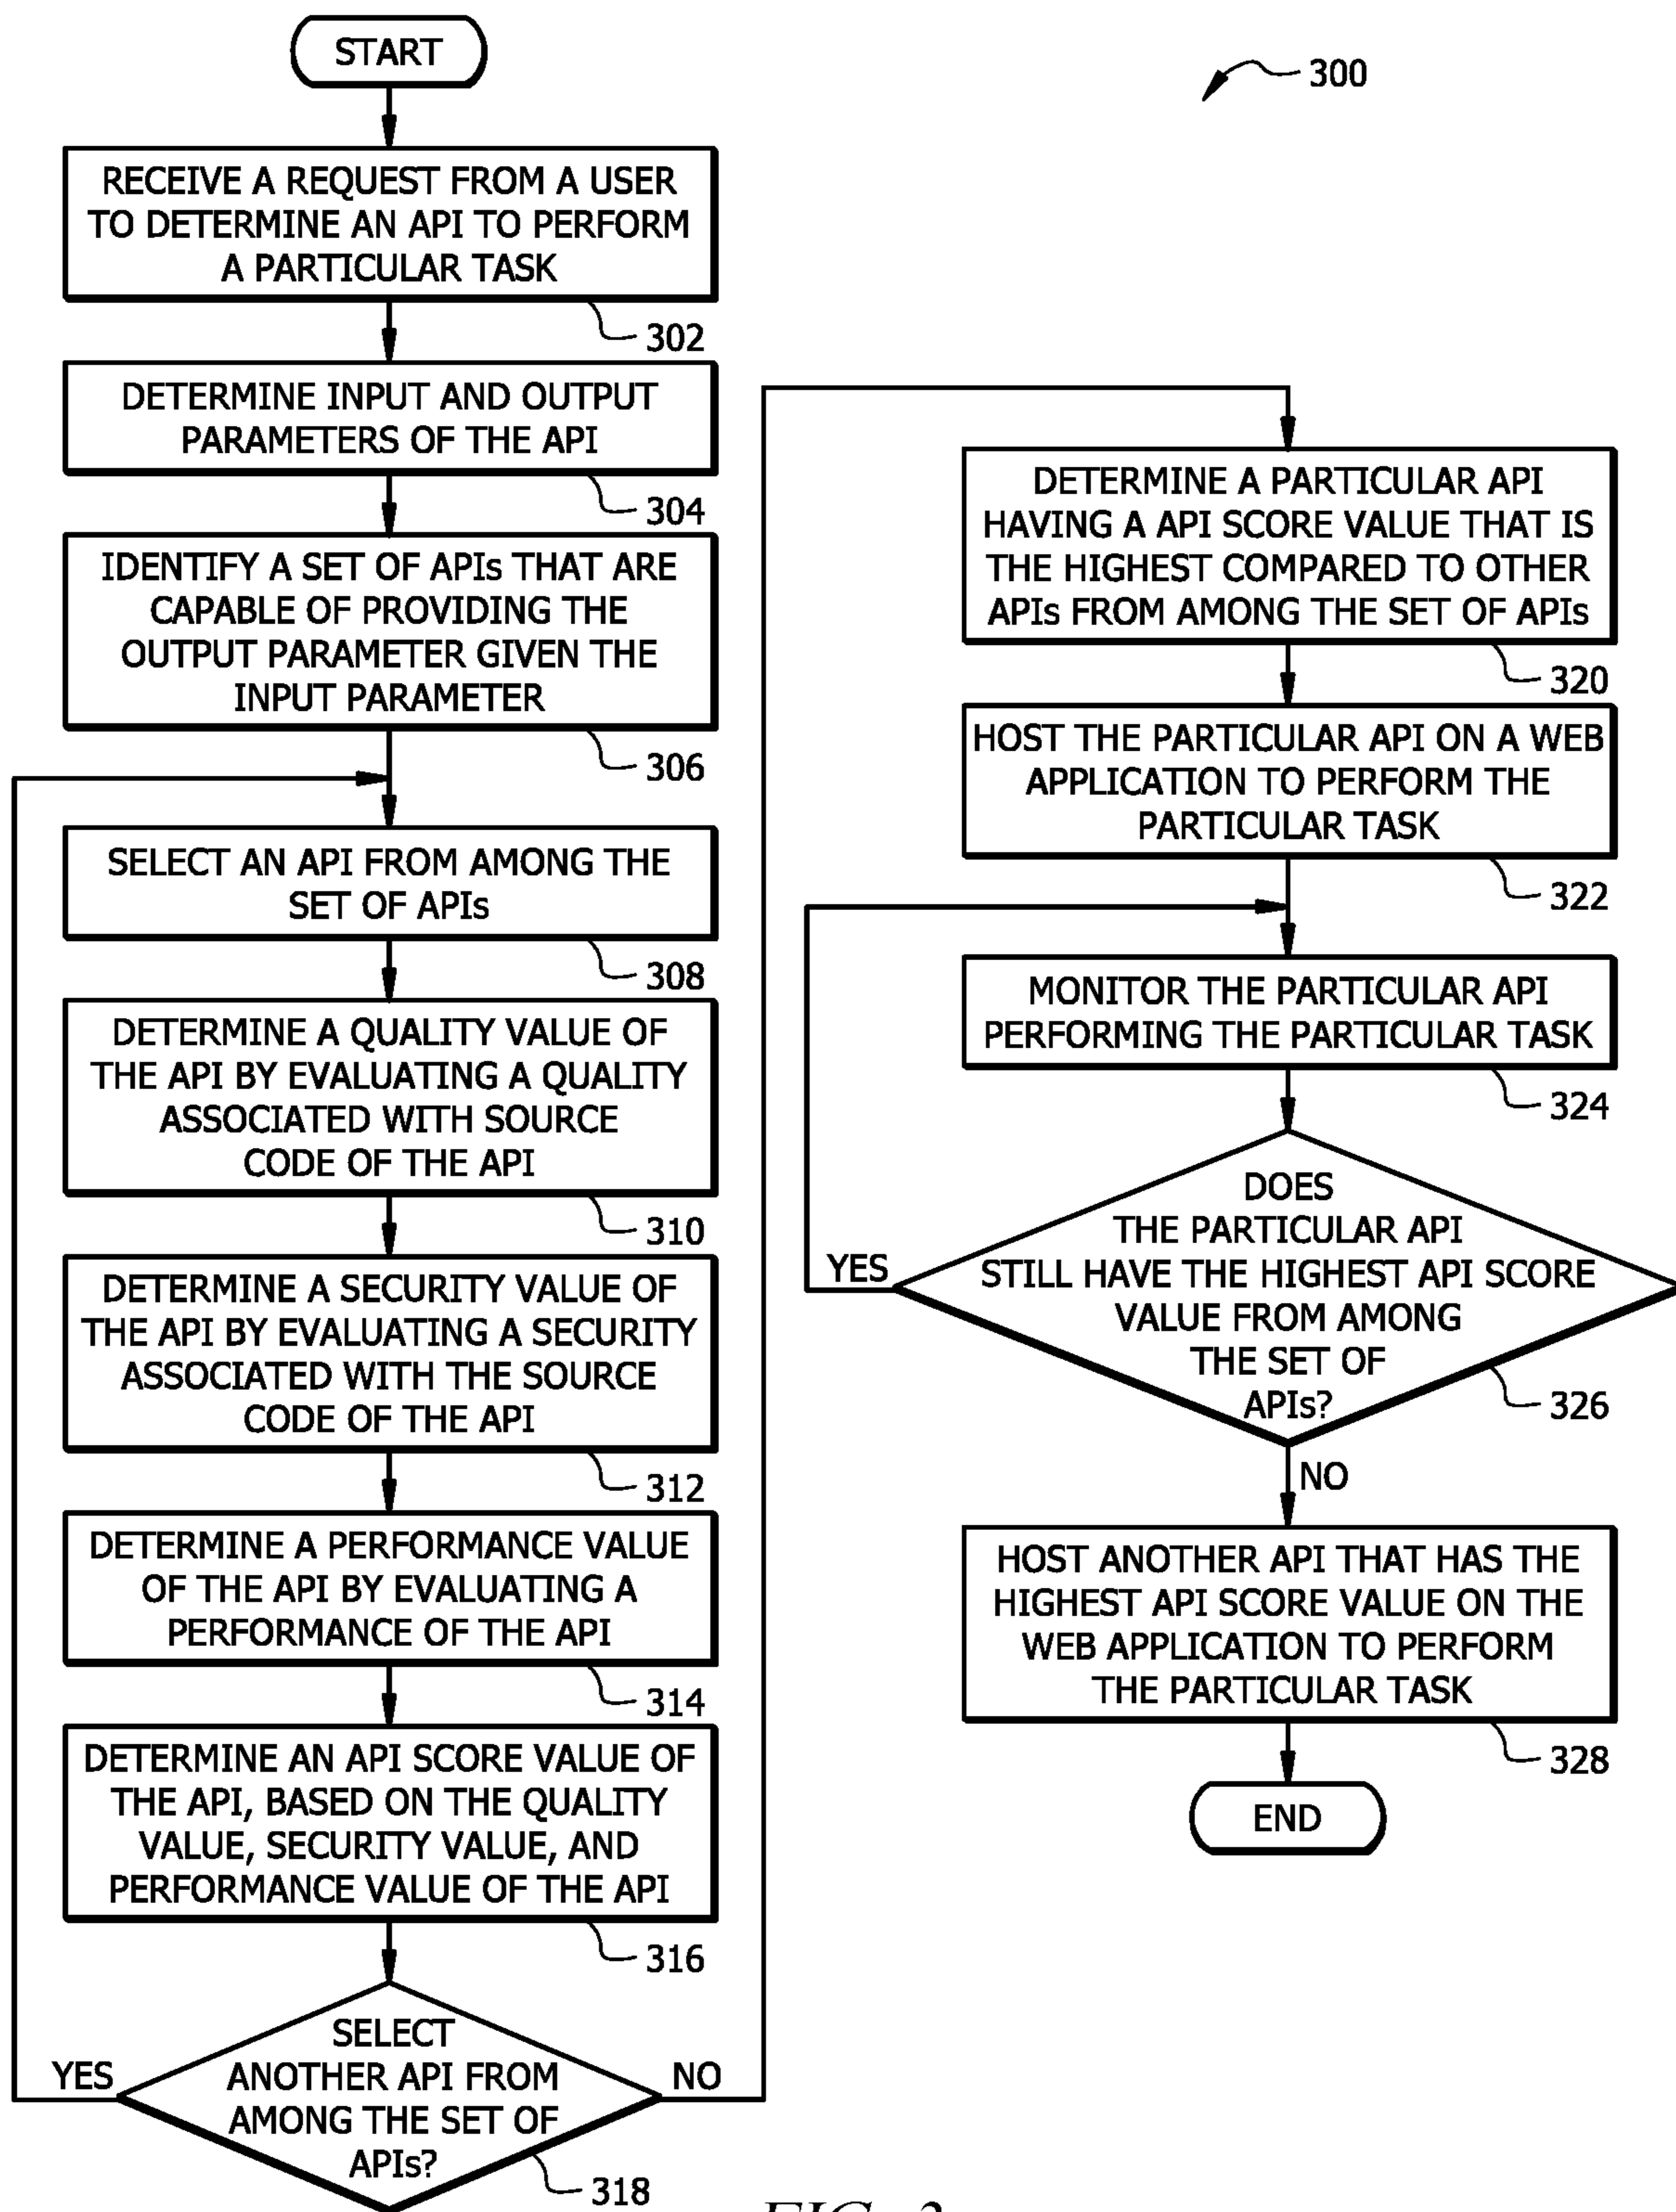 START
300
RECEIVE A REQUEST FROM A USER
TO DETERMINE AN API TO PERFORM
A PARTICULAR TASK
302
DETERMINE INPUT AND OUTPUT
PARAMETERS OF THE API
304
IDENTIFY A SET OF APIs THAT ARE
CAPABLE OF PROVIDING THE
OUTPUT PARAMETER GIVEN THE
INPUT PARAMETER
306
SELECT AN API FROM AMONG THE
SET OF APIs
308
DETERMINE A QUALITY VALUE OF
THE API BY EVALUATING A QUALITY
ASSOCIATED WITH SOURCE
CODE OF THE API
310
DETERMINE A SECURITY VALUE OF
THE API BY EVALUATING A SECURITY
ASSOCIATED WITH THE SOURCE
CODE OF THE API
312
DETERMINE A PERFORMANCE VALUE
OF THE API BY EVALUATING A
PERFORMANCE OF THE API
314
DETERMINE AN API SCORE VALUE OF
THE API, BASED ON THE QUALITY
VALUE, SECURITY VALUE, AND
PERFORMANCE VALUE OF THE API
316
SELECT
ANOTHER API FROM
AMONG THE SET OF
APIs?
YES
NO
318
DETERMINE A PARTICULAR API
HAVING A API SCORE VALUE THAT IS
THE HIGHEST COMPARED TO OTHER
APIs FROM AMONG THE SET OF APIs
320
HOST THE PARTICULAR API ON A WEB
APPLICATION TO PERFORM THE
PARTICULAR TASK
322
MONITOR THE PARTICULAR API
PERFORMING THE PARTICULAR TASK
324
DOES
THE PARTICULAR API
STILL HAVE THE HIGHEST API SCORE
VALUE FROM AMONG
THE SET OF
APIs?
YES
326
NO
HOST ANOTHER API THAT HAS THE
HIGHEST API SCORE VALUE ON THE
WEB APPLICATION TO PERFORM
THE PARTICULAR TASK
328
END